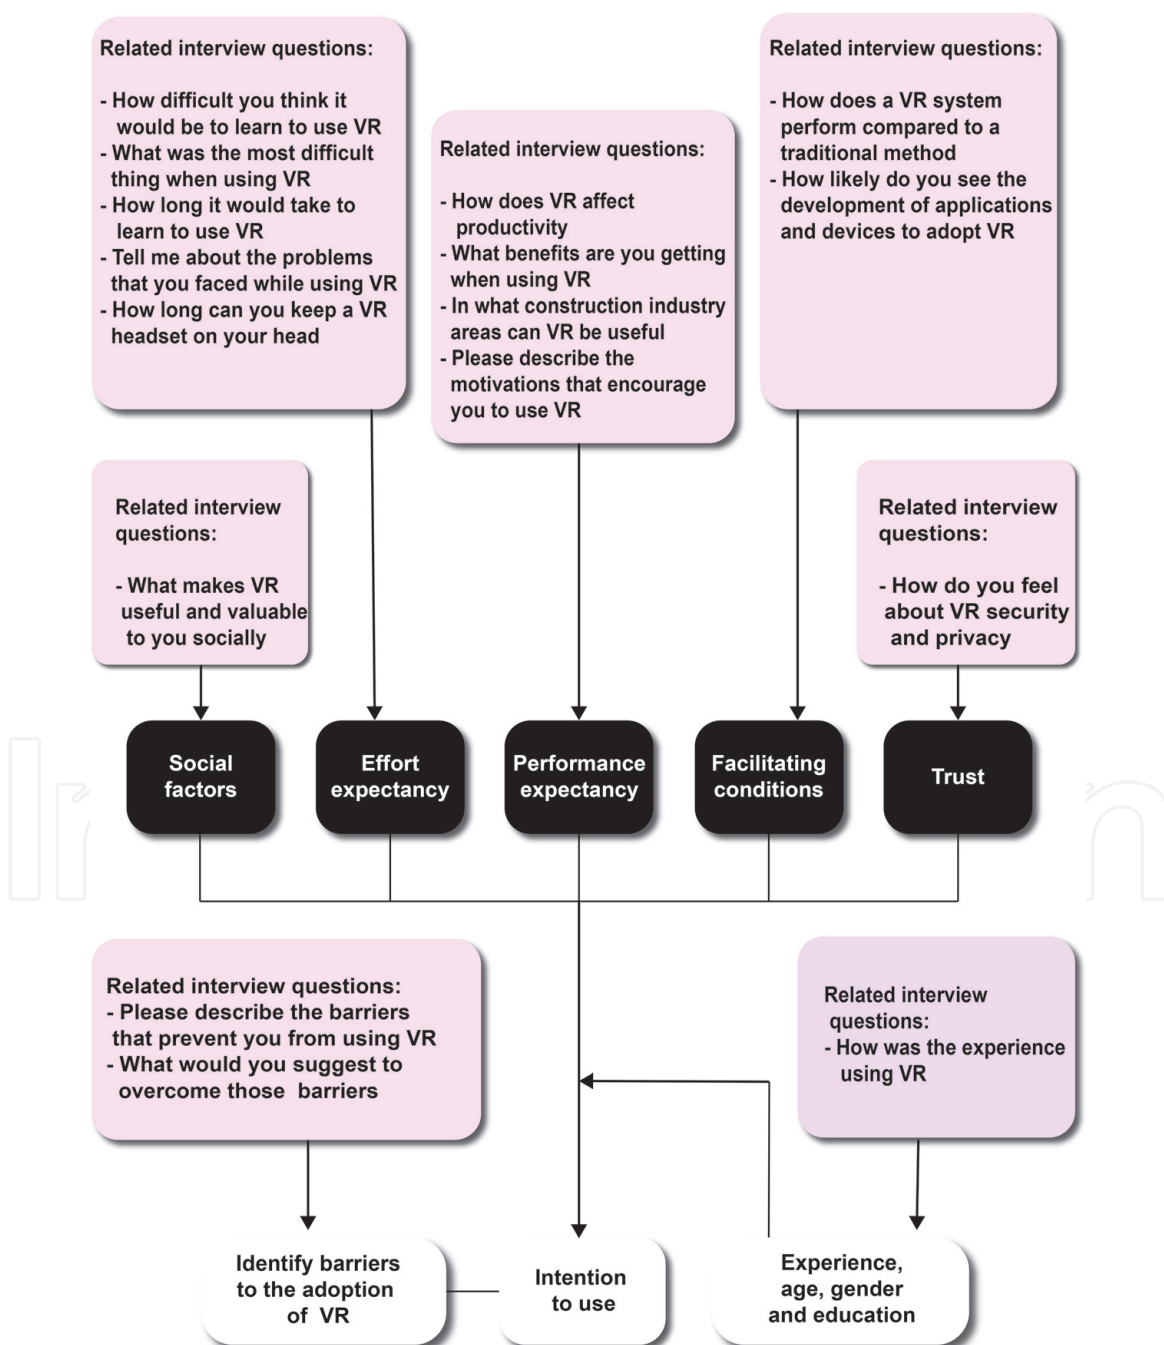 Related interview questions:
- How difficult you think it
would be to learn to use VR
- What was the most difficult
thing when using VR
- How long it would take to
learn to use VR
- Tell me about the problems
that you faced while using VR
- How long can you keep a VR
headset on your head
Related interview questions:
- How does VR affect
productivity
- What benefits are you getting
when using VR
- In what construction industry
areas can VR be useful
- Please describe the
motivations that encourage
you to use VR
Related interview questions:
- How does a VR system
perform compared to a
traditional method
- How likely do you see the
development of applications
and devices to adopt VR
Related interview
questions:
- What makes VR
useful and valuable
to you socially
Related interview
questions:
- How do you feel
about VR security
and privacy
Social
factors
Effort
expectancy
Performance
expectancy
Facilitating
conditions
Trust
Related interview questions:
- Please describe the barriers
that prevent you from using VR
- What would you suggest to
overcome those barriers
Related interview
questions:
- How was the experience
using VR
Identify barriers
to the adoption
of VR
Intention
to use
Experience,
age, gender
and education